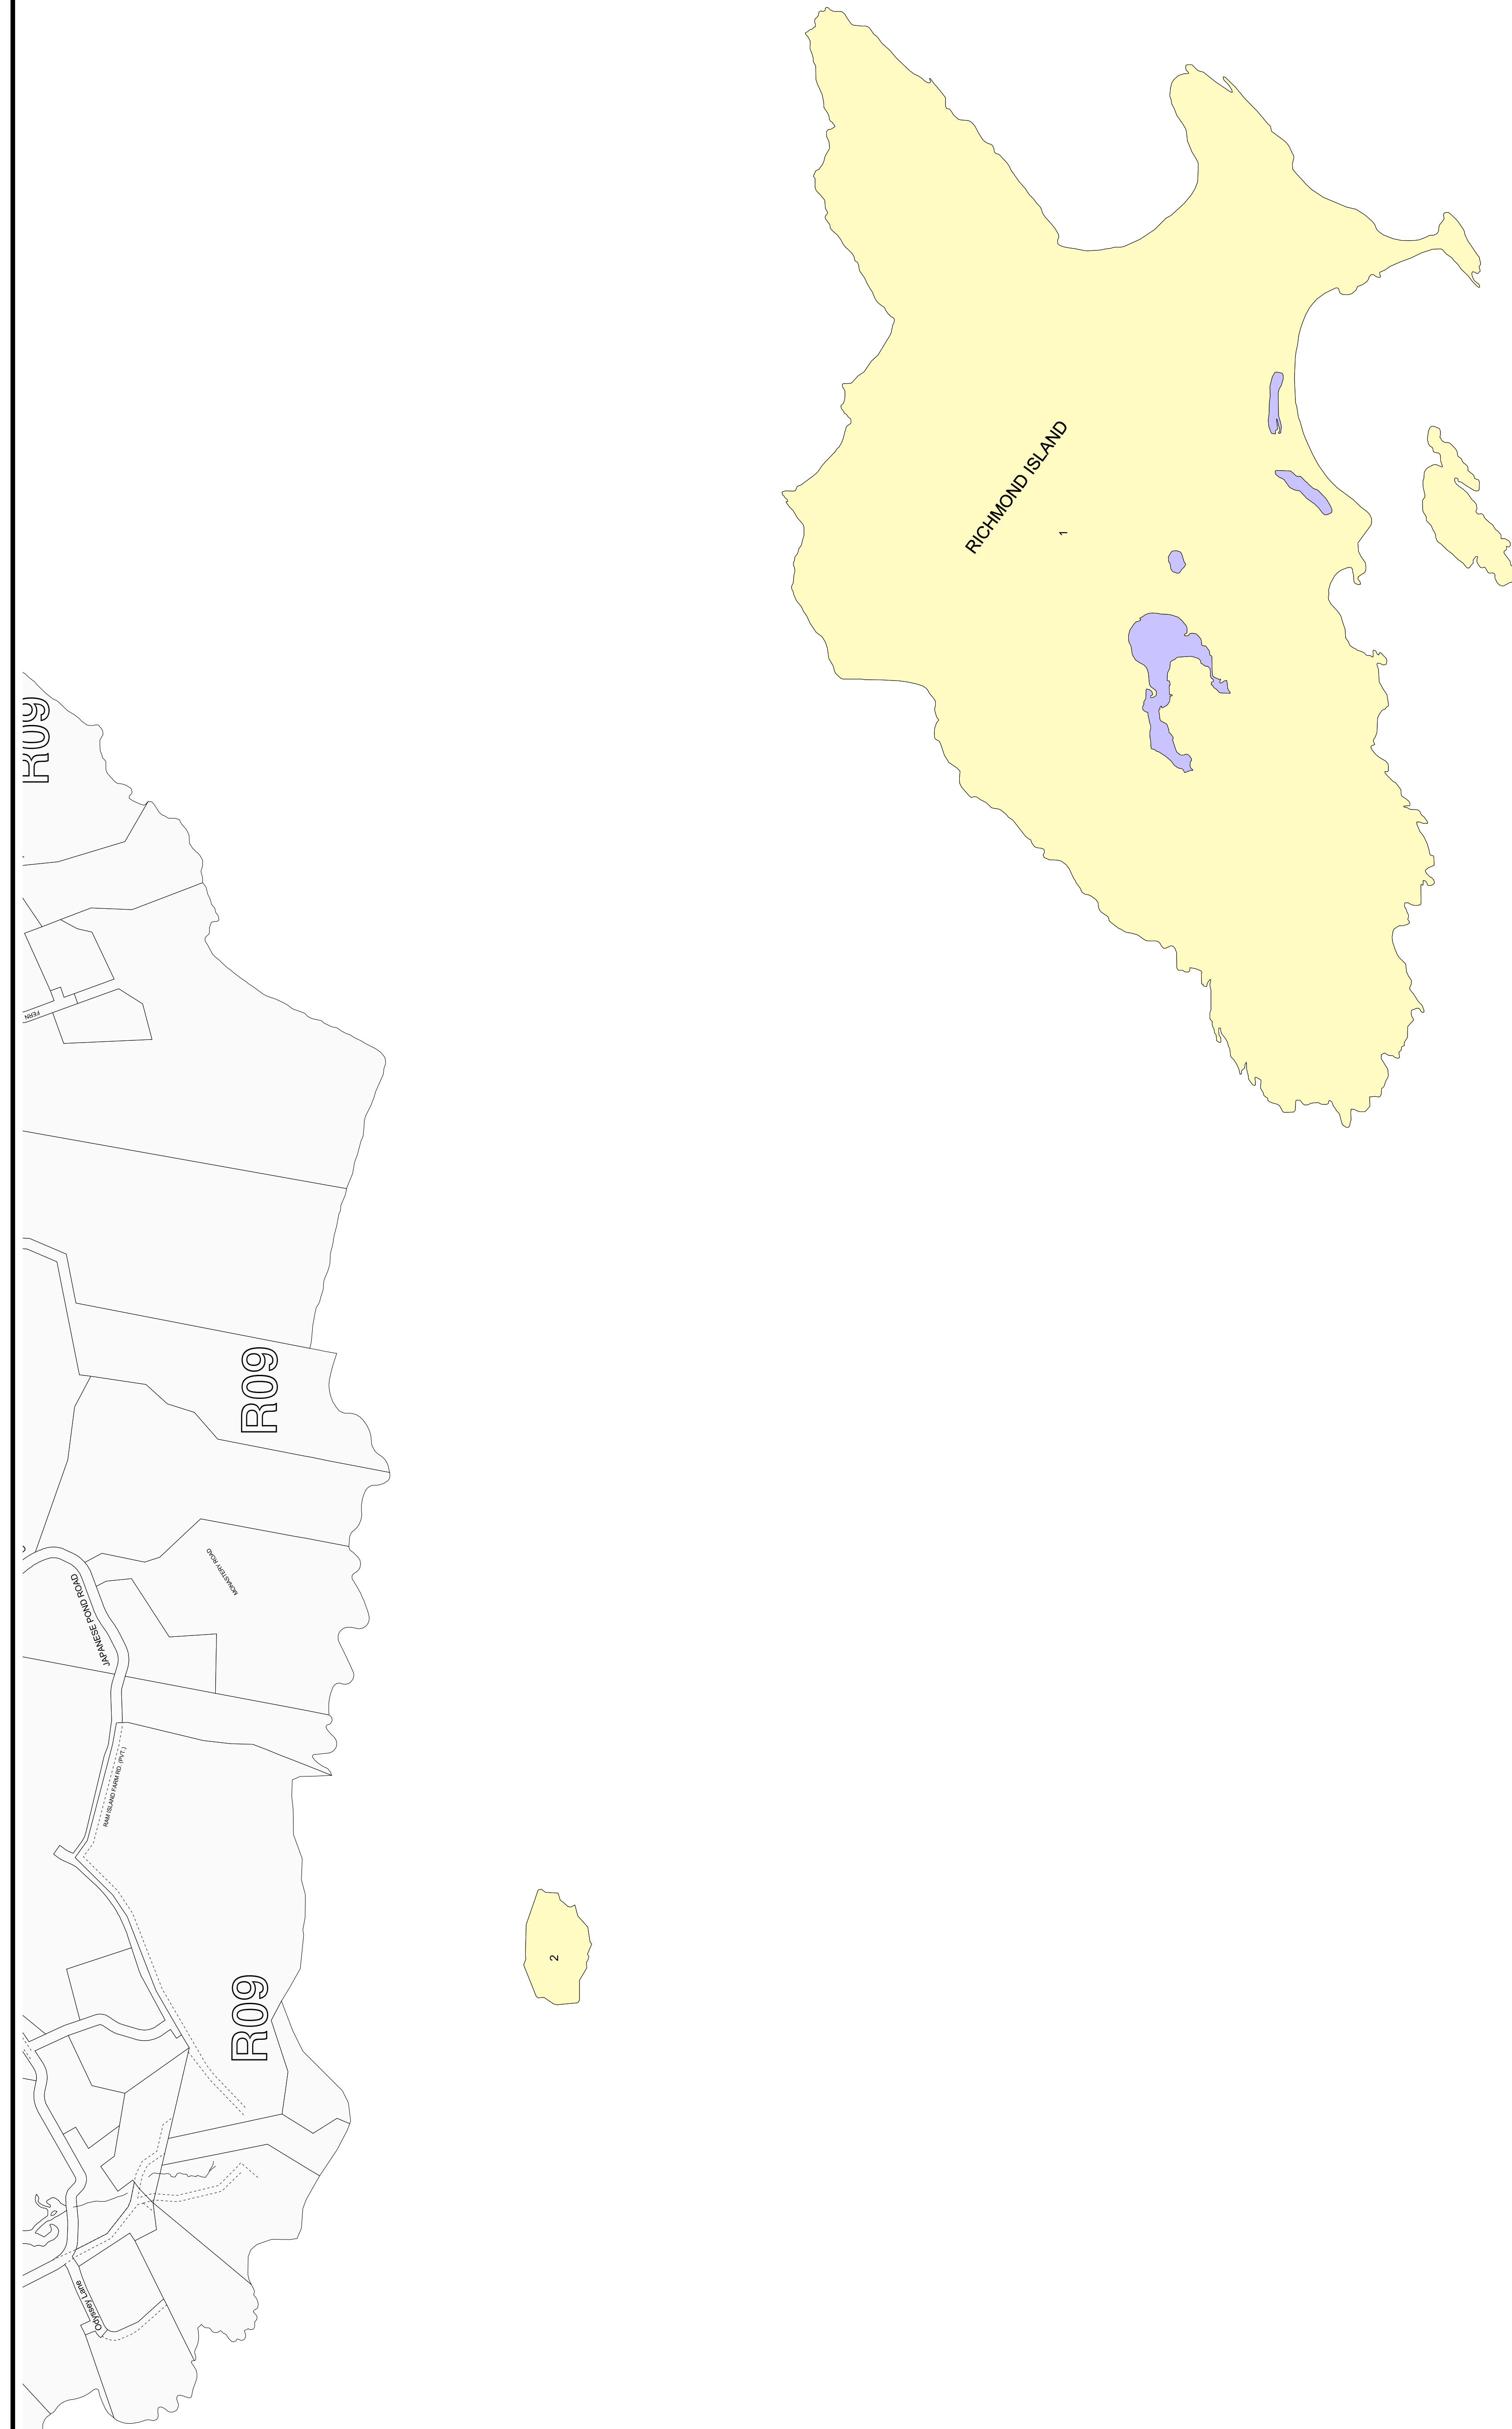 RICHMOND ISLAND
1
R09
FERN
R09
MONASTERY ROAD
JAPANESE POND ROAD
RAM ISLAND FARM RD. (PVT.)
2
R09
Odyssey Lane